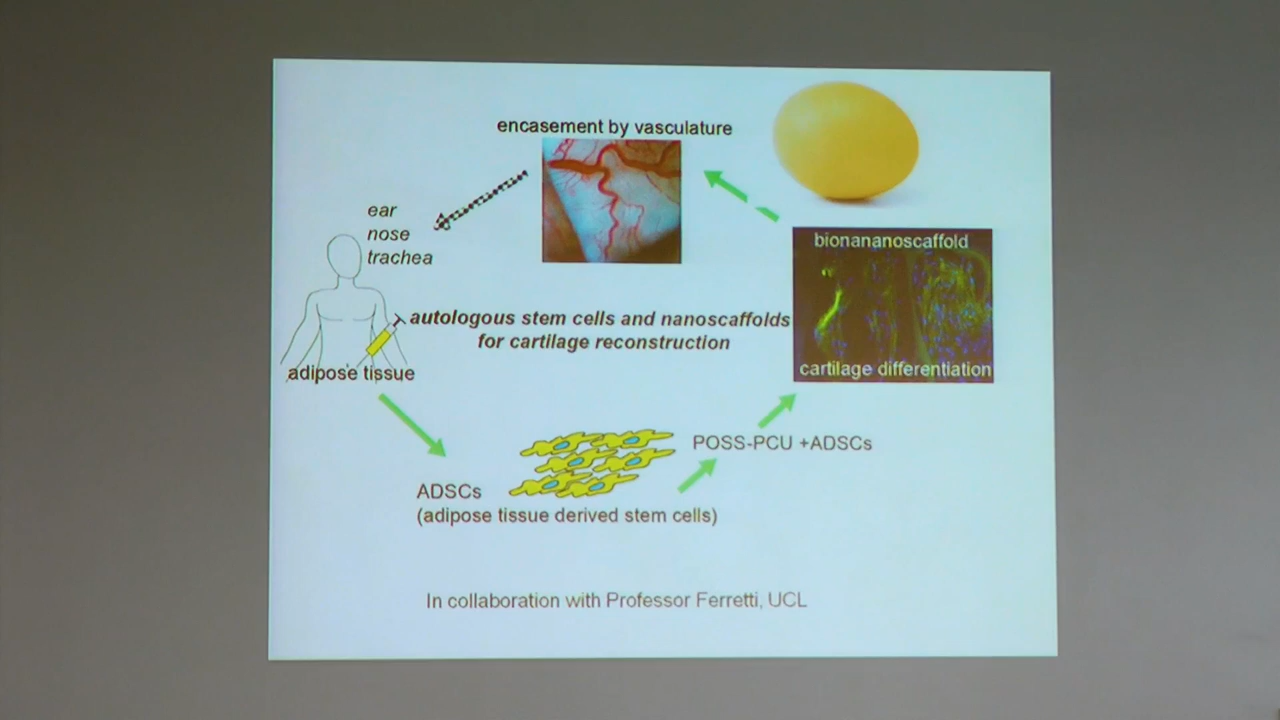 encasement by vasculature
ear
nose
trachea
bionananoscaffold
autologous stem cells and nanoscaffolds
for cartilage reconstruction
adipose tissue
cartilage differentiation
POSS-PCU +ADSCs
ADSCs
(adipose tissue derived stem cells)
In collaboration with Professor Ferretti, UCL